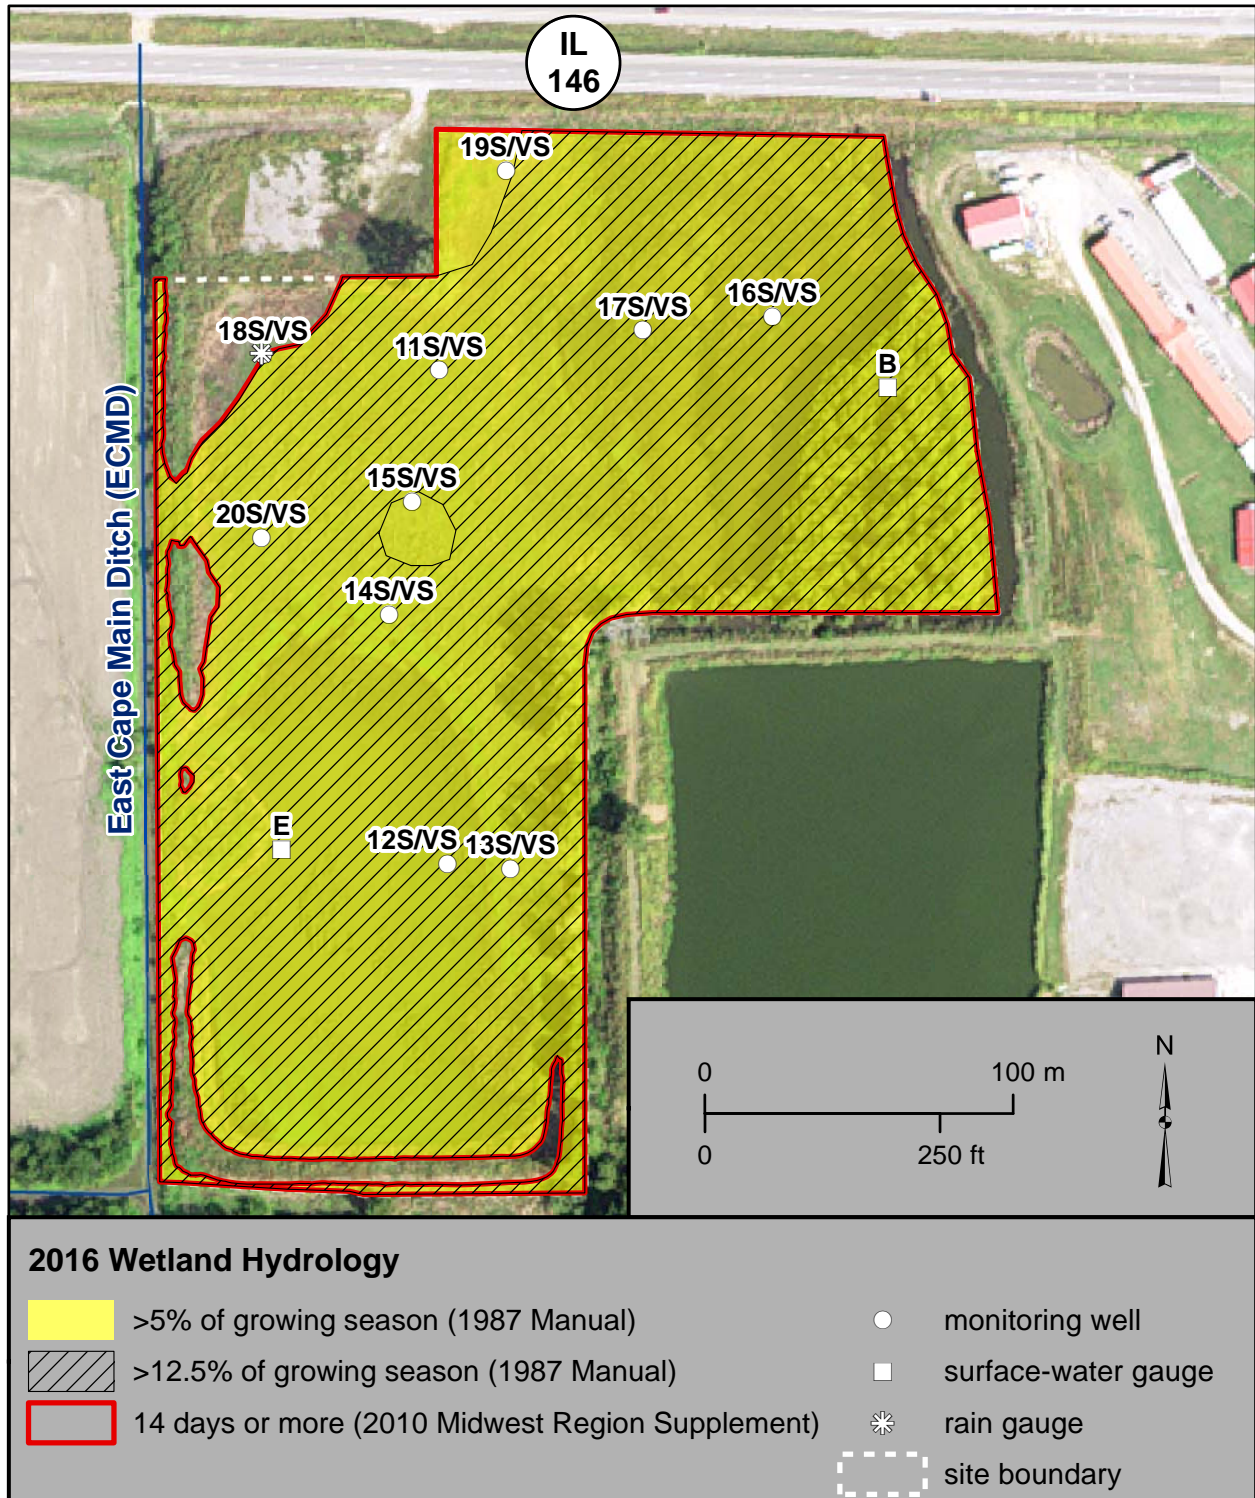 IL
146
19S/VS
17S/VS
16S/VS
18S/VS
11S/VS
B
15S/VS
20S/VS
14S/VS
East Cape Main Ditch (ECMD)
E
12S/VS
13S/VS
0
100 m
0
250 ft
N
2016 Wetland Hydrology
>5% of growing season (1987 Manual)
>12.5% of growing season (1987 Manual)
14 days or more (2010 Midwest Region Supplement)
monitoring well
surface-water gauge
rain gauge
site boundary